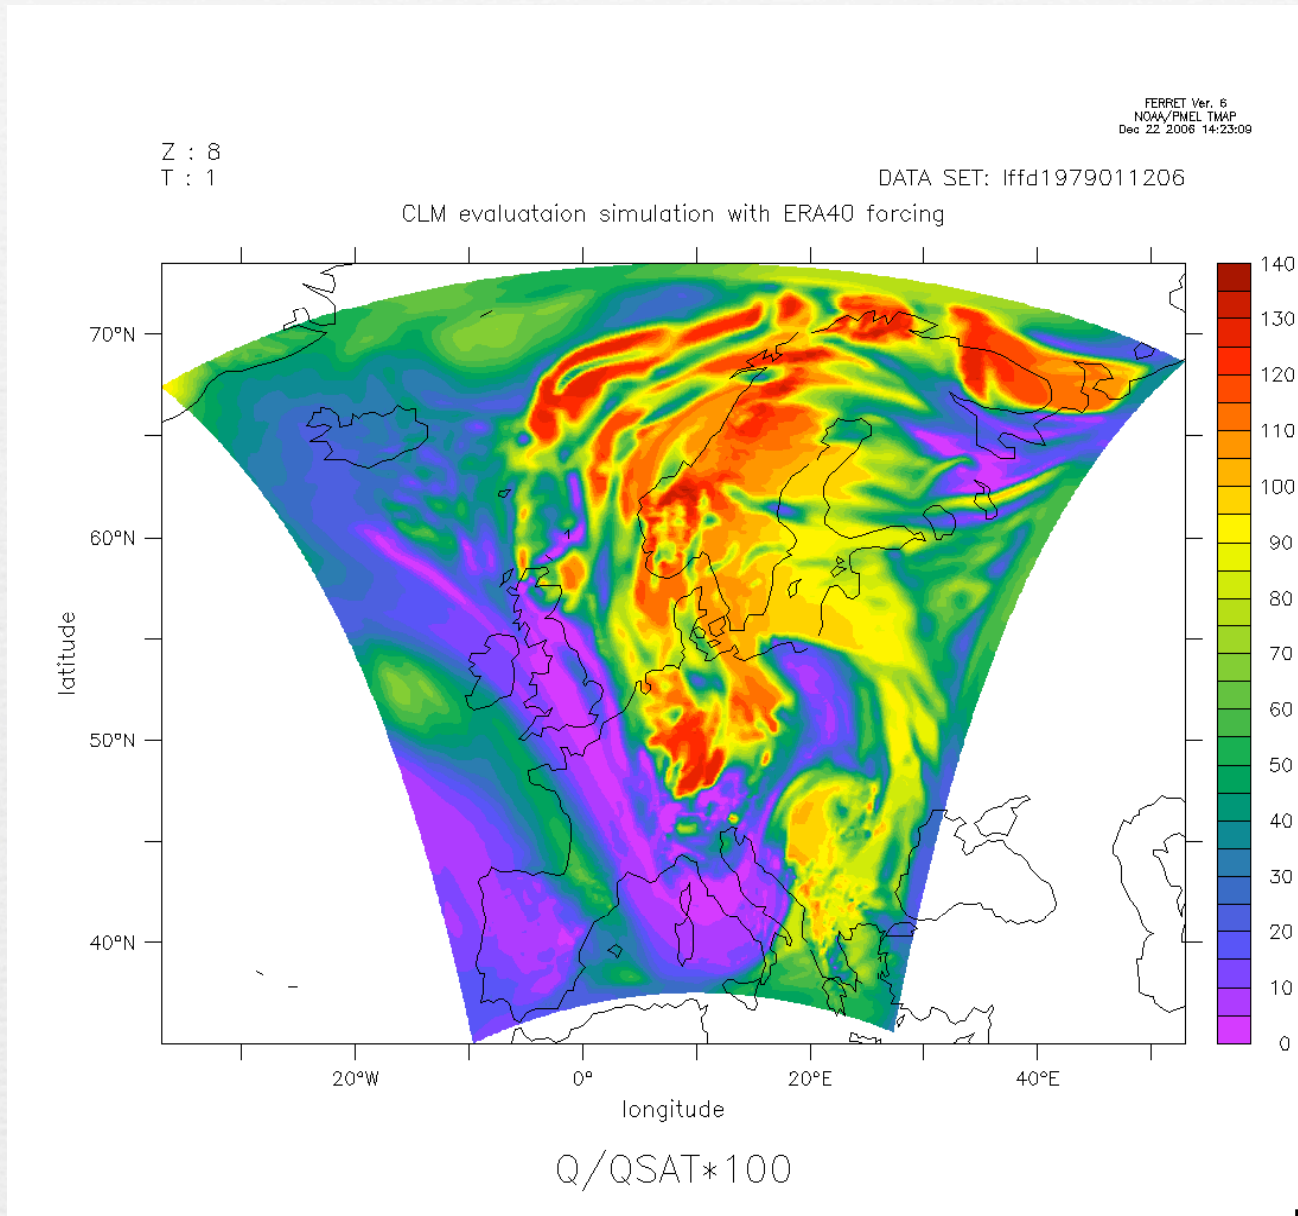 FERRET Ver. 6
NOAA/PMEL TMAP
Dec 22 2006 14:23:09
Z : 8
T : 1
DATA SET: lffd1979011206
CLM evaluataion simulation with ERA40 forcing
140
130
120
110
100
90
80
70
60
50
40
30
20
10
0
70°N
60°N
50°N
40°N
latitude
20°W
0°
20°E
40°E
longitude
Q/QSAT*100